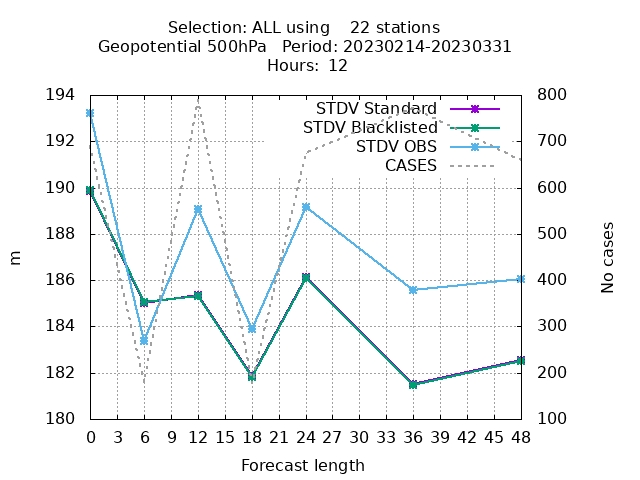 Selection: ALL using    22 stations
Geopotential 500hPa   Period: 20230214-20230331
Hours: 12
STDV Standard
STDV Blacklisted
STDV OBS
CASES
194
192
190
188
186
184
182
180
m
800
700
600
500
400
300
200
100
No cases
0 3 6 9 12 15 18 21 24 27 30 33 36 39 42 45 48
Forecast length